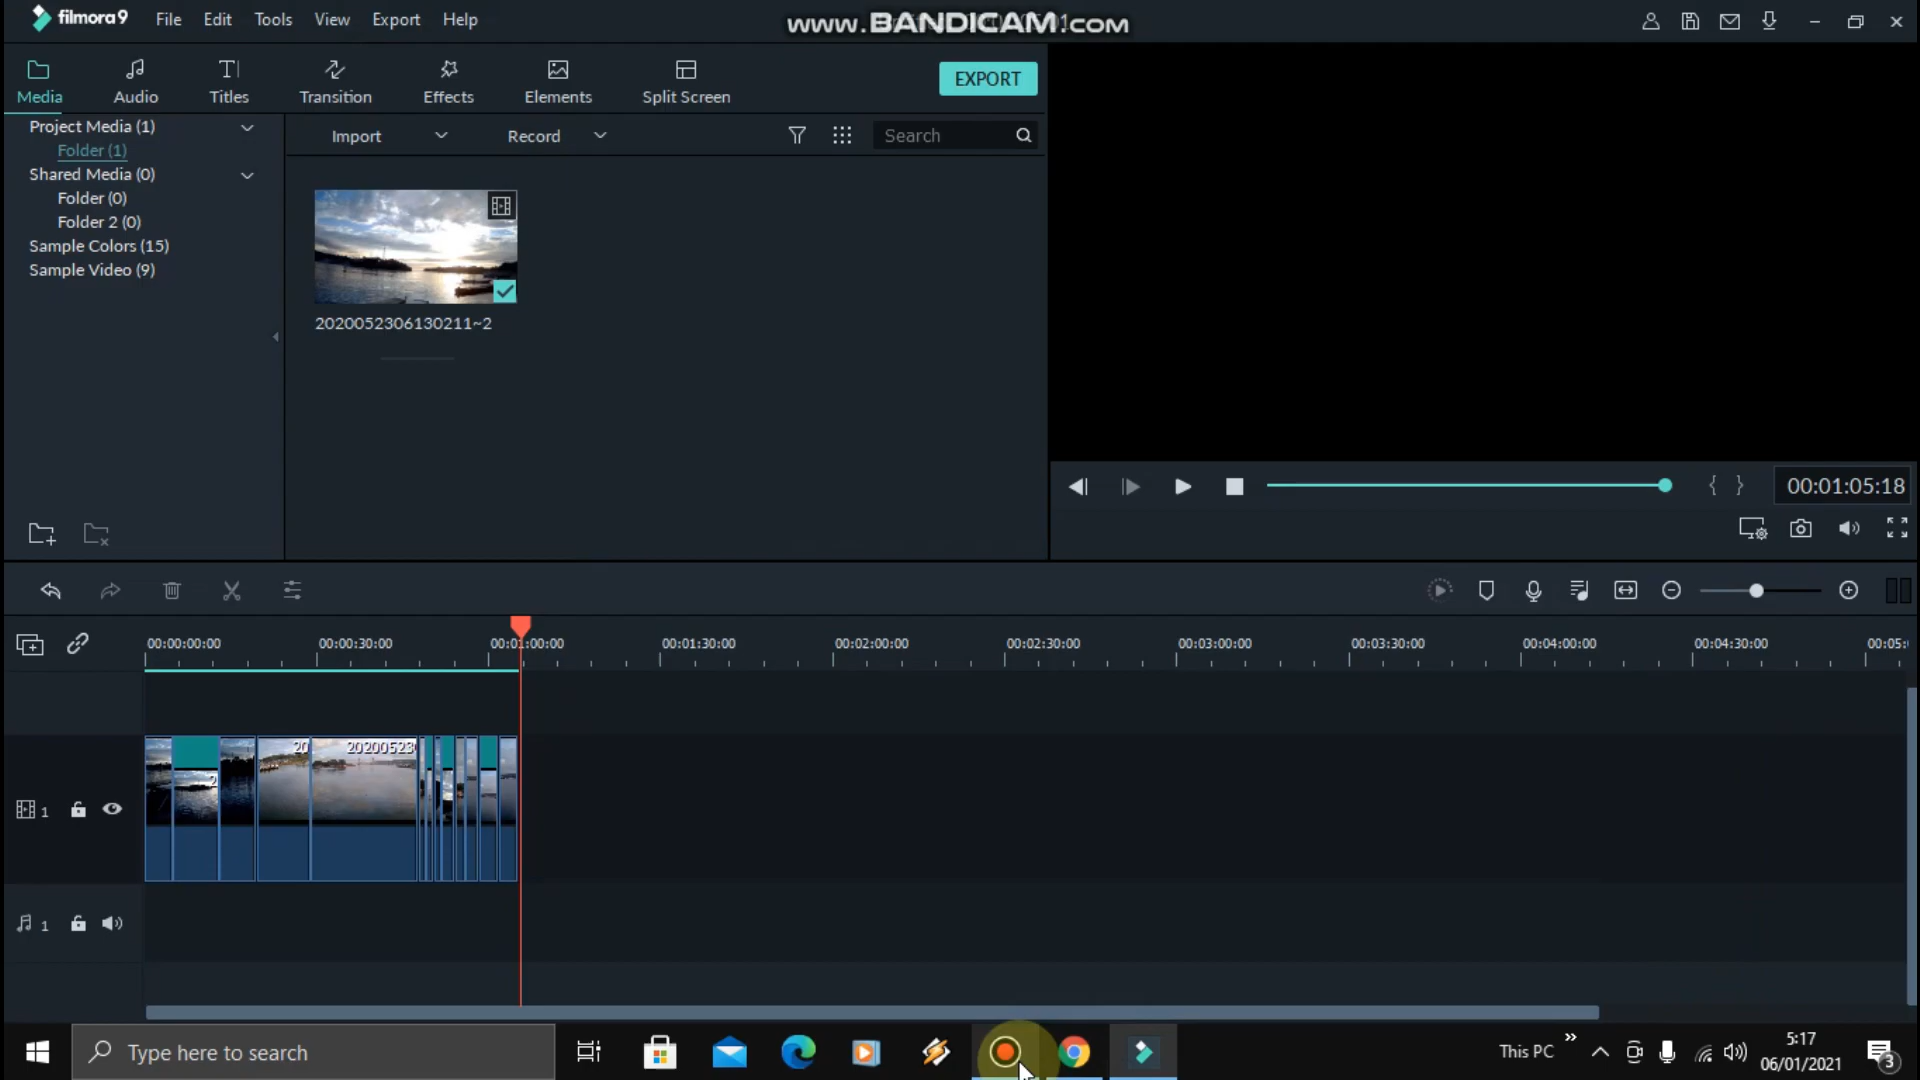 filmora9 File Edit Tools View Export Help
www.BANDICAM.com
Media Audio Titles Transition Effects Elements Split Screen EXPORT
Project Media (1)
Folder (1)
Shared Media (0)
Folder (0)
Folder 2 (0)
Sample Colors (15)
Sample Video (9)
Import Record Search
2020052306130211~2
{ } 00:01:05:18
00:00:00:00 00:00:30:00 00:01:00:00 00:01:30:00 00:02:00:00 00:02:30:00 00:03:00:00 00:03:30:00 00:04:00:00 00:04:30:00 00:05:
20 2020523
2
1
1
Type here to search
This PC
5:17
06/01/2021
3